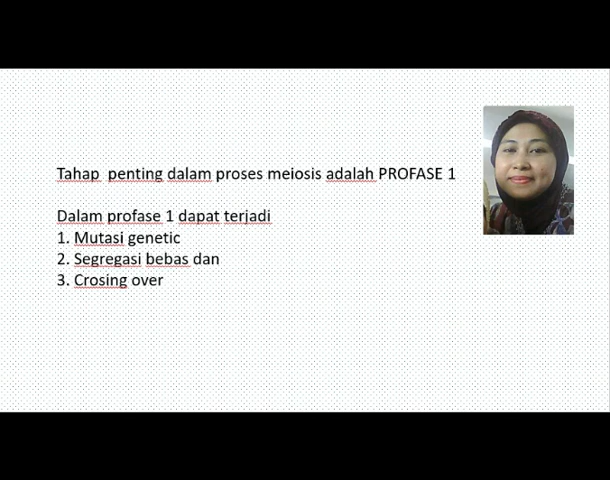 Tahap penting dalam proses meiosis adalah PROFASE 1
Dalam profase 1 dapat terjadi
1. Mutasi genetic
2. Segregasi bebas dan
3. Crosing over